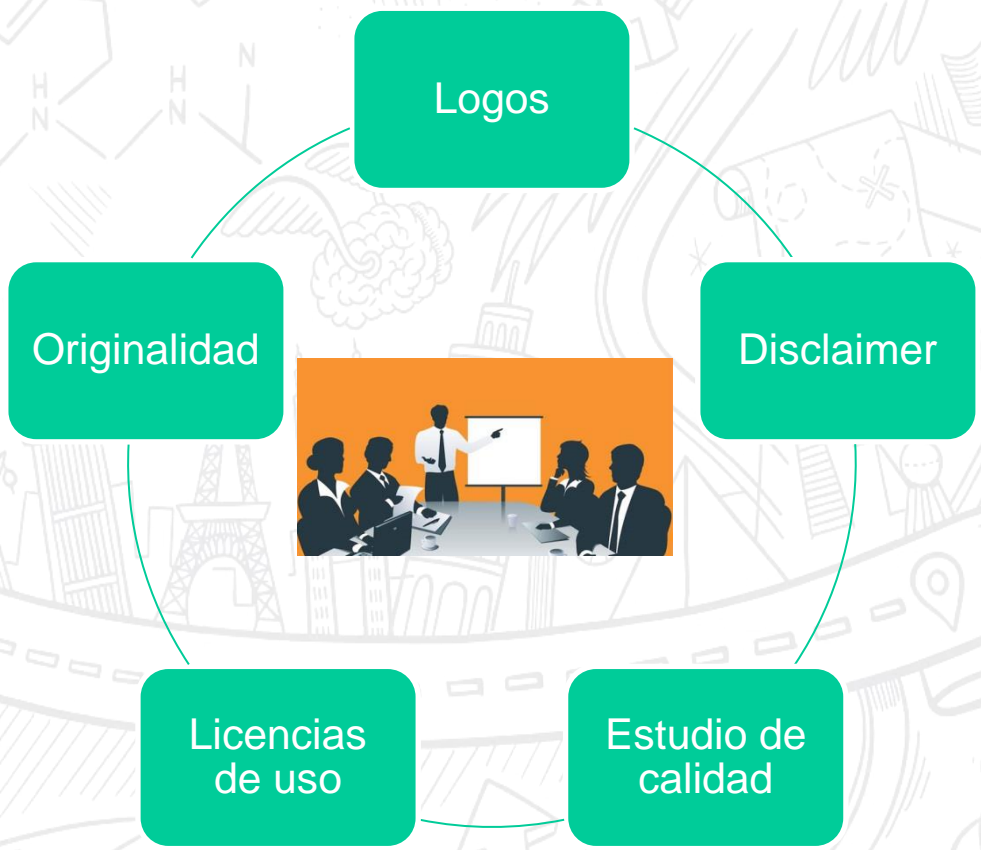 N
H
N
H
N
Logos
Originalidad
Disclaimer
Licencias
de uso
Estudio de
calidad